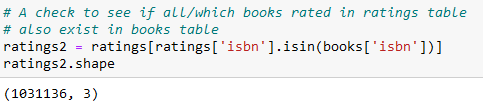 # A check to see if all/which books rated in ratings table
# also exist in books table
ratings2 = ratings[ratings['isbn'].isin(books['isbn'])]
ratings2.shape
(1031136, 3)